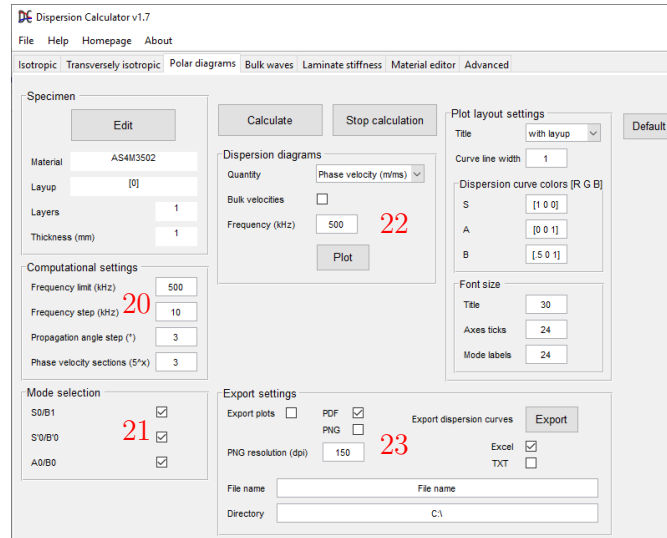 Dispersion Calculator v1.7
File Help Homepage About
Isotropic Transversely isotropic Polar diagrams Bulk waves Laminate stiffness Material editor Advanced
Specimen
Edit
Material AS4M3502
Layup [0]
Layers 1
Thickness (mm) 1
Computational settings
Frequency limit (kHz) 500
20
Frequency step (kHz) 10
Propagation angle step (°) 3
Phase velocity sections (5^x) 3
Mode selection
S0/B1
21
S'0/B'0
A0/B0
Calculate Stop calculation
Dispersion diagrams
Quantity Phase velocity (m/ms)
Bulk velocities
22
Frequency (kHz) 500
Plot
Plot layout settings
Title with layup
Curve line width 1
Dispersion curve colors [R G B]
S [1 0 0]
A [0 0 1]
B [.5 0 1]
Font size
Title 30
Axes ticks 24
Mode labels 24
Default
Export settings
Export plots PDF
PNG
Export dispersion curves Export
23
PNG resolution (dpi) 150
Excel
TXT
File name File name
Directory C:\